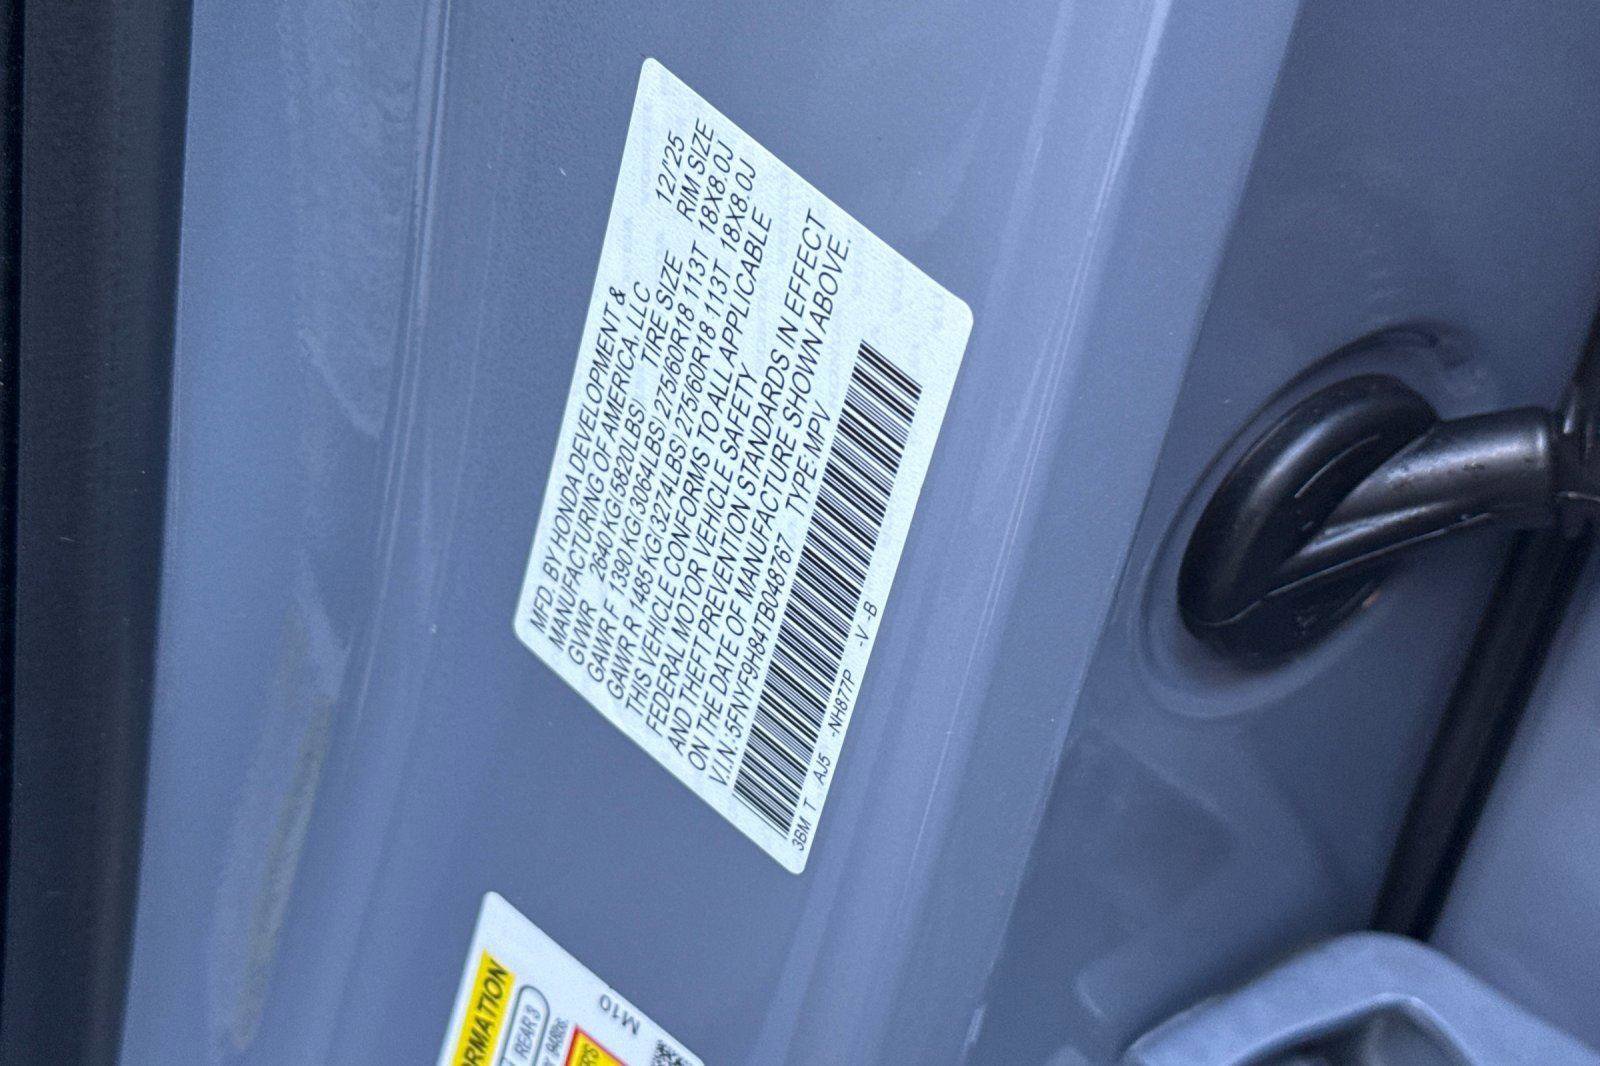 MFD. BY HONDA DEVELOPMENT & 12/'25
MANUFACTURING OF AMERICA, LLC
GVWR 2640 KG(5820LBS) TIRE SIZE RIM SIZE
GAWR F 1390 KG(3064LBS) 275/60R18 113T 18X8.0J
GAWR R 1485 KG(3274LBS) 275/60R18 113T 18X8.0J
THIS VEHICLE CONFORMS TO ALL APPLICABLE
FEDERAL MOTOR VEHICLE SAFETY
AND THEFT PREVENTION STANDARDS IN EFFECT
ON THE DATE OF MANUFACTURE SHOWN ABOVE.
V.I.N.:5FNYF9H84TB048767 TYPE:MPV
3BM T AJ5 -NH877P -V -B
REAR 3
M10